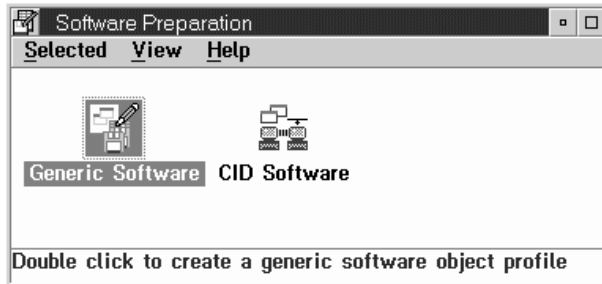 Software Preparation
Selected View Help
Generic Software CID Software
Double click to create a generic software object profile